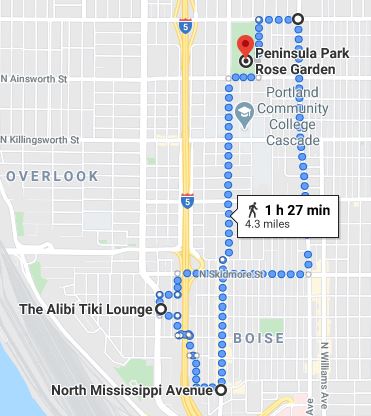 5
Peninsula Park
Rose Garden
N Ainsworth St
Portland
Community
College
Cascade
N Killingsworth St
OVERLOOK
5
1 h 27 min
4.3 miles
N Skidmore St
The Alibi Tiki Lounge
BOISE
N Williams Ave
North Mississippi Avenue